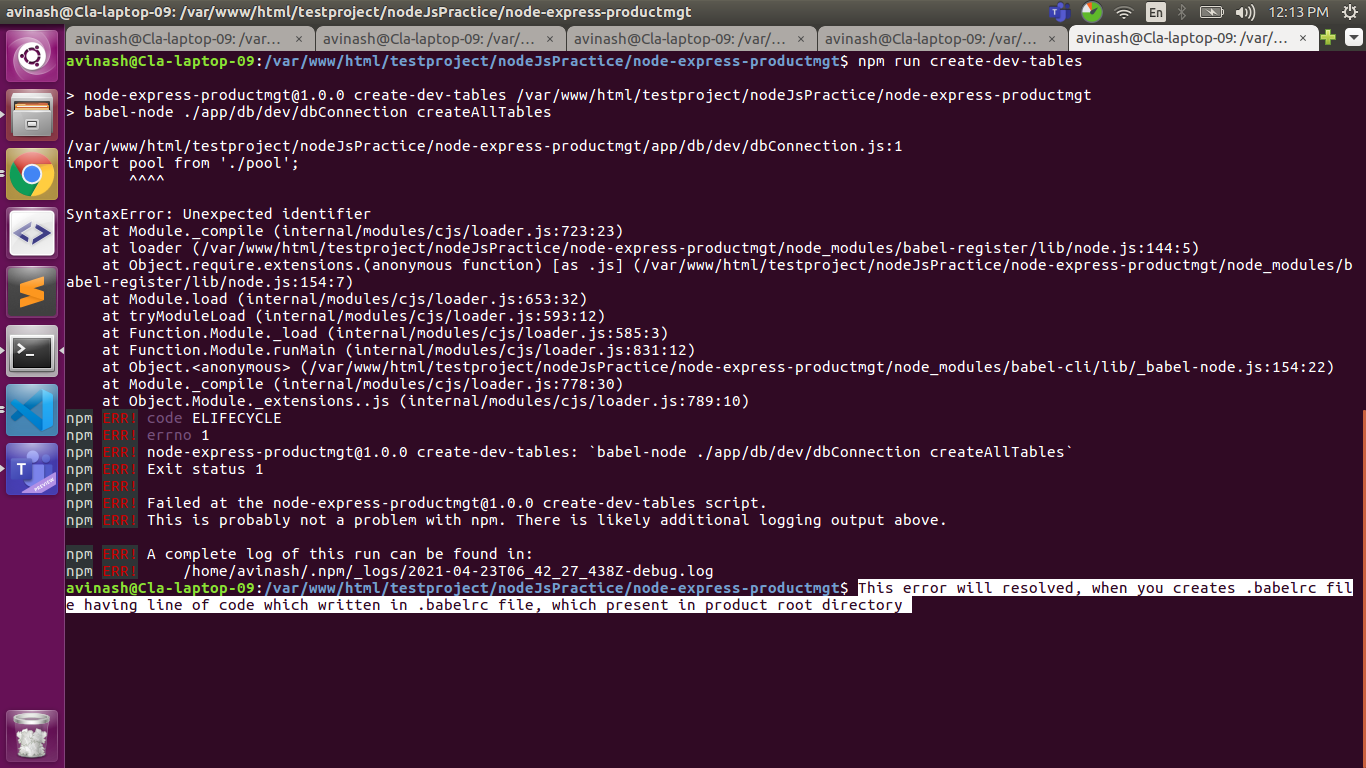 avinash@Cla-laptop-09: /var/www/html/testproject/nodeJsPractice/node-express-productmgt
En
12:13 PM
avinash@Cla-laptop-09: /var... × avinash@Cla-laptop-09: /var/... × avinash@Cla-laptop-09: /var/... × avinash@Cla-laptop-09: /var/... × avinash@Cla-laptop-09: /var/... ×
avinash@Cla-laptop-09:/var/www/html/testproject/nodeJsPractice/node-express-productmgt$ npm run create-dev-tables
> node-express-productmgt@1.0.0 create-dev-tables /var/www/html/testproject/nodeJsPractice/node-express-productmgt
> babel-node ./app/db/dev/dbConnection createAllTables
/var/www/html/testproject/nodeJsPractice/node-express-productmgt/app/db/dev/dbConnection.js:1
import pool from './pool';
^^^^
SyntaxError: Unexpected identifier
at Module._compile (internal/modules/cjs/loader.js:723:23)
at loader (/var/www/html/testproject/nodeJsPractice/node-express-productmgt/node_modules/babel-register/lib/node.js:144:5)
at Object.require.extensions.(anonymous function) [as .js] (/var/www/html/testproject/nodeJsPractice/node-express-productmgt/node_modules/b
abel-register/lib/node.js:154:7)
at Module.load (internal/modules/cjs/loader.js:653:32)
at tryModuleLoad (internal/modules/cjs/loader.js:593:12)
at Function.Module._load (internal/modules/cjs/loader.js:585:3)
at Function.Module.runMain (internal/modules/cjs/loader.js:831:12)
at Object.<anonymous> (/var/www/html/testproject/nodeJsPractice/node-express-productmgt/node_modules/babel-cli/lib/_babel-node.js:154:22)
at Module._compile (internal/modules/cjs/loader.js:778:30)
at Object.Module._extensions..js (internal/modules/cjs/loader.js:789:10)
npm ERR! code ELIFECYCLE
npm ERR! errno 1
npm ERR! node-express-productmgt@1.0.0 create-dev-tables: `babel-node ./app/db/dev/dbConnection createAllTables`
npm ERR! Exit status 1
npm ERR!
npm ERR! Failed at the node-express-productmgt@1.0.0 create-dev-tables script.
npm ERR! This is probably not a problem with npm. There is likely additional logging output above.
npm ERR! A complete log of this run can be found in:
npm ERR! /home/avinash/.npm/_logs/2021-04-23T06_42_27_438Z-debug.log
avinash@Cla-laptop-09:/var/www/html/testproject/nodeJsPractice/node-express-productmgt$ This error will resolved, when you creates .babelrc fil
e having line of code which written in .babelrc file, which present in product root directory